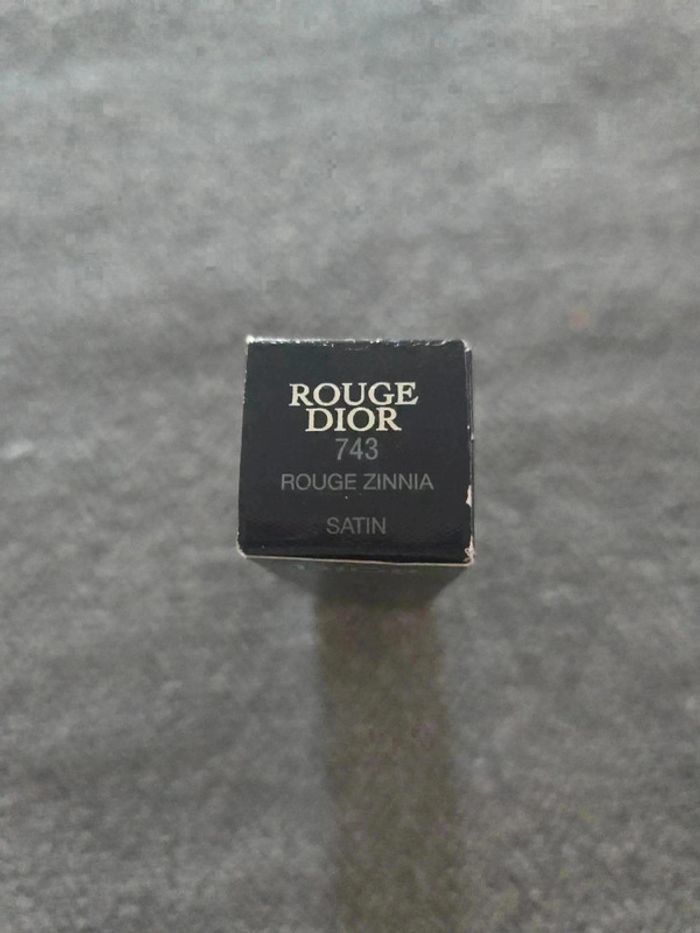 ROUGE
DIOR
743
ROUGE ZINNIA
SATIN